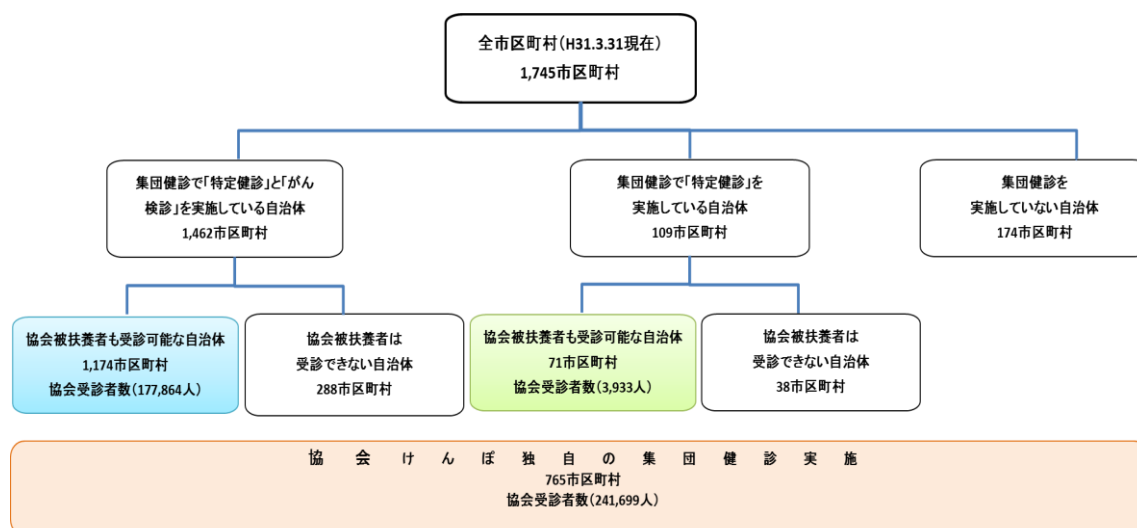 全市区町村(H31.3.31現在)
1,745市区町村
集団健診で「特定健診」と「がん
検診」を実施している自治体
1,462市区町村
集団健診で「特定健診」を
実施している自治体
109市区町村
集団健診を
実施していない自治体
174市区町村
協会被扶養者も受診可能な自治体
1,174市区町村
協会受診者数(177,864人)
協会被扶養者は
受診できない自治体
288市区町村
協会被扶養者も受診可能な自治体
71市区町村
協会受診者数(3,933人)
協会被扶養者は
受診できない自治体
38市区町村
協会けんぽ独自の集団健診実施
765市区町村
協会受診者数(241,699人)